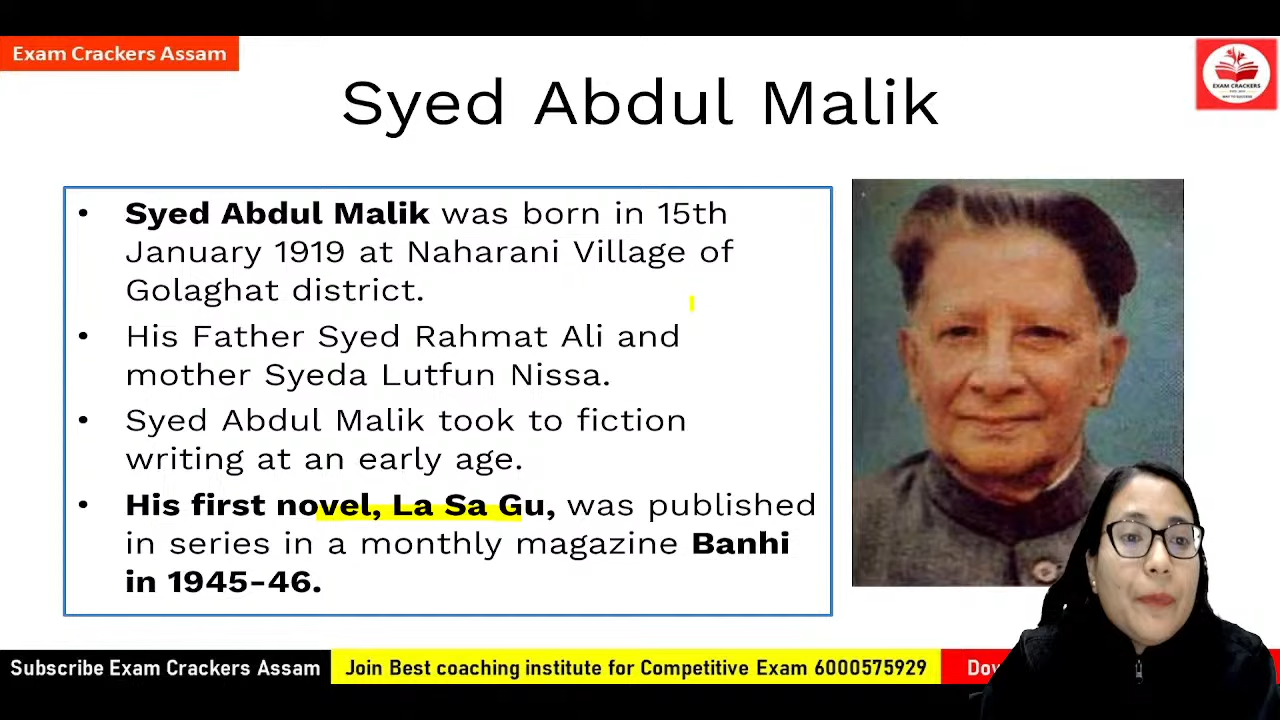 Exam Crackers Assam
EXAM CRACKERS
Syed Abdul Malik
• Syed Abdul Malik was born in 15th
January 1919 at Naharani Village of
Golaghat district.
• His Father Syed Rahmat Ali and
mother Syeda Lutfun Nissa.
• Syed Abdul Malik took to fiction
writing at an early age.
• His first novel, La Sa Gu, was published
in series in a monthly magazine Banhi
in 1945-46.
Subscribe Exam Crackers Assam Join Best coaching institute for Competitive Exam 6000575929